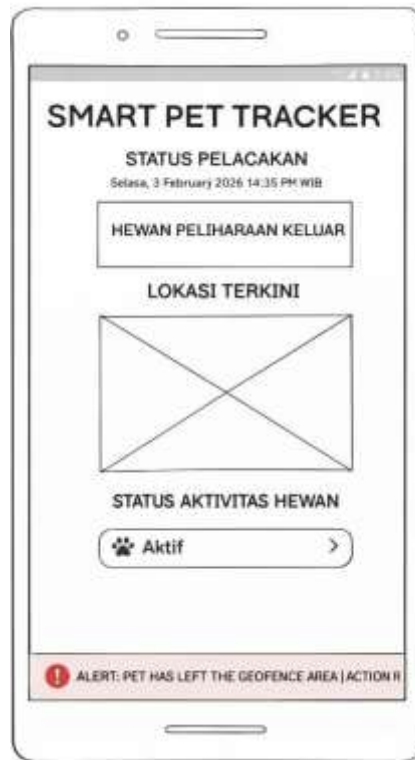 SMART PET TRACKER
STATUS PELACAKAN
Selasa, 3 February 2026 14:35 PM WIB
HEWAN PELIHARAAN KELUAR
LOKASI TERKINI
STATUS AKTIVITAS HEWAN
Aktif
ALERT: PET HAS LEFT THE GEOFENCE AREA | ACTION R